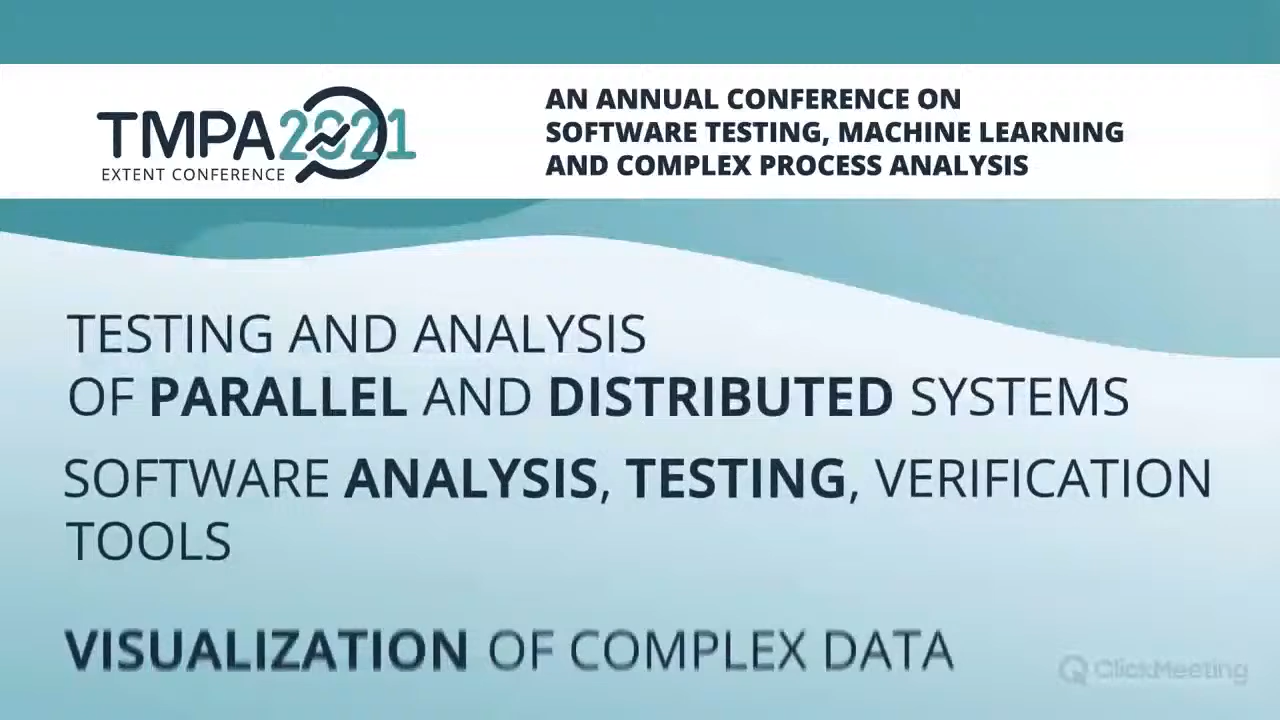 TMPA2021
EXTENT CONFERENCE
AN ANNUAL CONFERENCE ON
SOFTWARE TESTING, MACHINE LEARNING
AND COMPLEX PROCESS ANALYSIS
TESTING AND ANALYSIS
OF PARALLEL AND DISTRIBUTED SYSTEMS
SOFTWARE ANALYSIS, TESTING, VERIFICATION
TOOLS
VISUALIZATION OF COMPLEX DATA
ClickMeeting